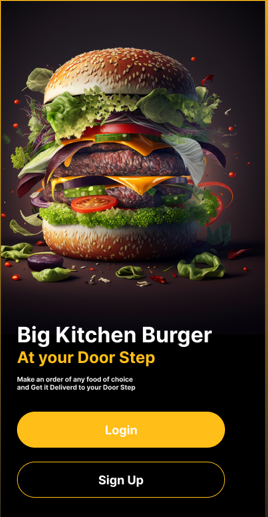 Big Kitchen Burger
At your Door Step
Make an order of any food of choice
and Get it Deliverd to your Door Step
Login
Sign Up